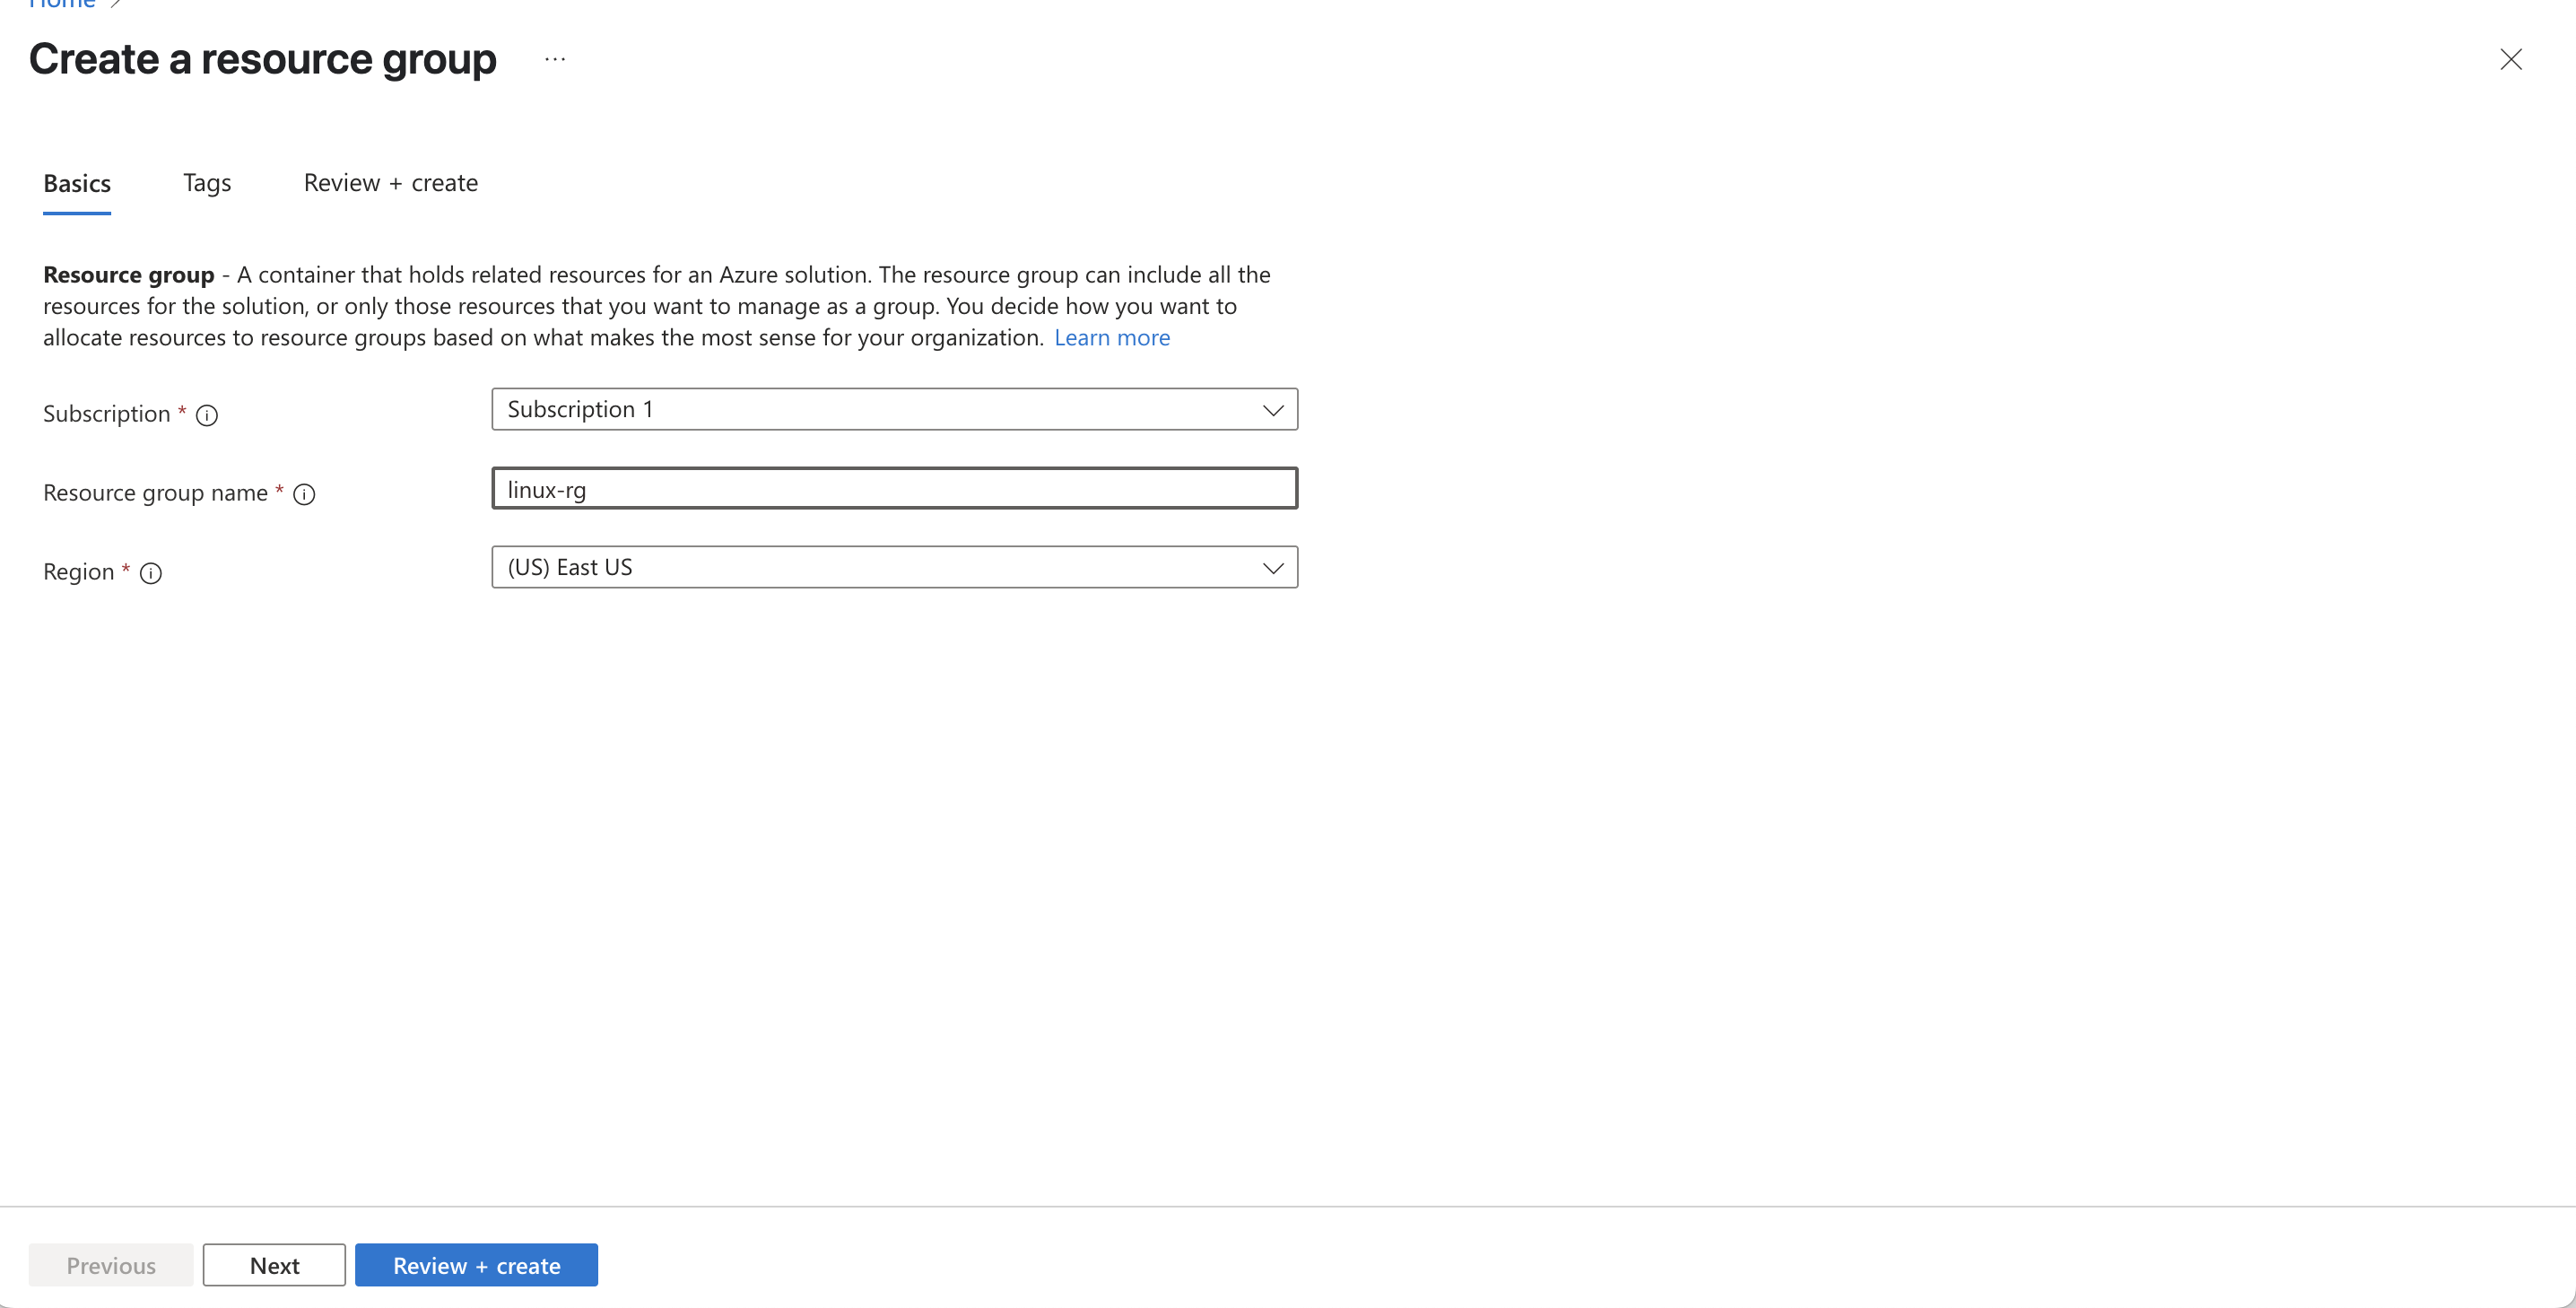 Home >
Create a resource group ...
Basics Tags Review + create
Resource group - A container that holds related resources for an Azure solution. The resource group can include all the
resources for the solution, or only those resources that you want to manage as a group. You decide how you want to
allocate resources to resource groups based on what makes the most sense for your organization. Learn more
Subscription * Subscription 1
Resource group name * linux-rg
Region * (US) East US
Previous Next Review + create